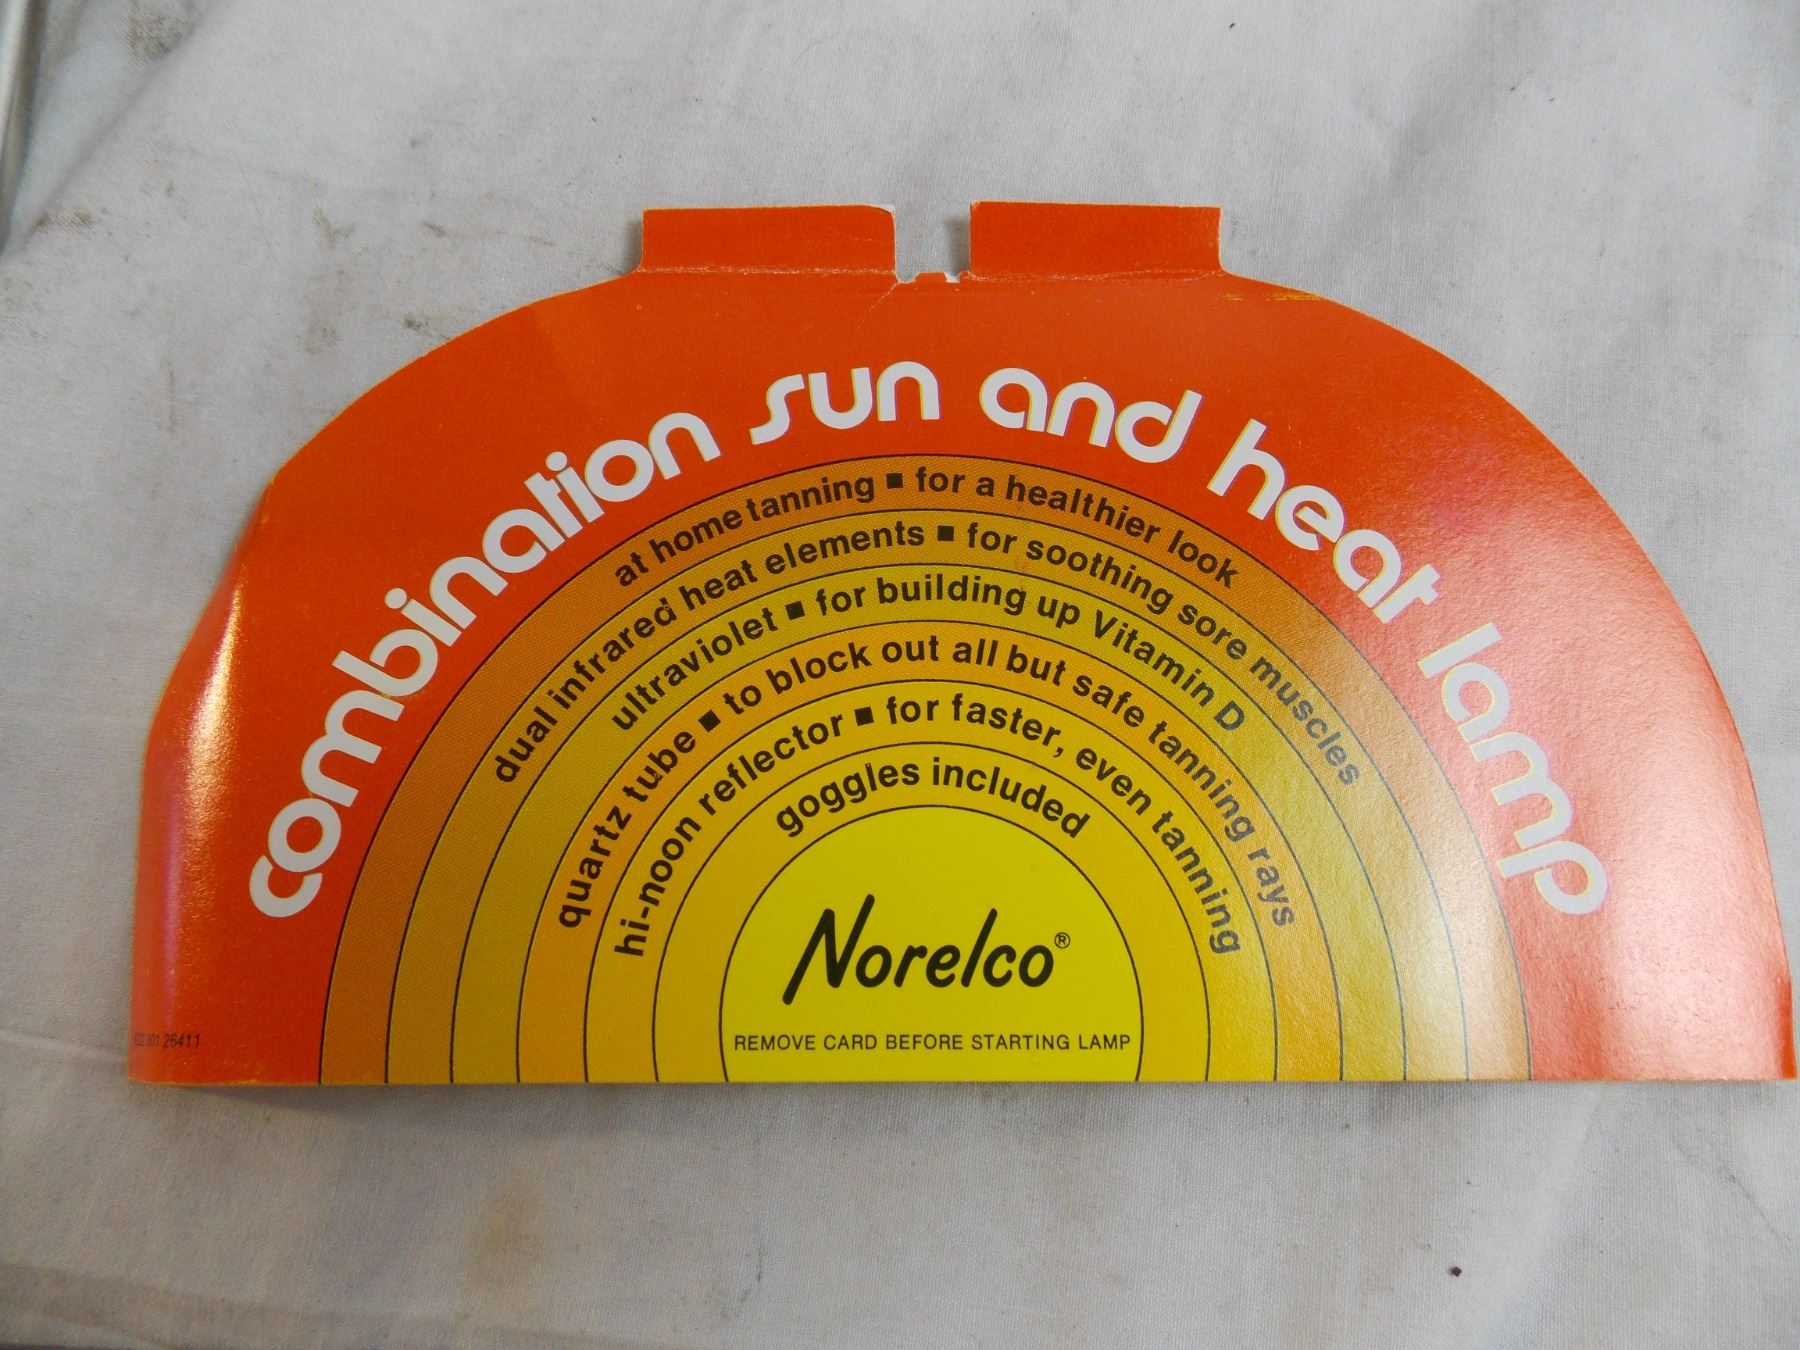 combination sun and heat lamp
at home tanning ▪ for a healthier look
dual infrared heat elements ▪ for soothing sore muscles
ultraviolet ▪ for building up Vitamin D
quartz tube ▪ to block out all but safe tanning rays
hi-noon reflector ▪ for faster, even tanning
goggles included
Norelco®
REMOVE CARD BEFORE STARTING LAMP
26411